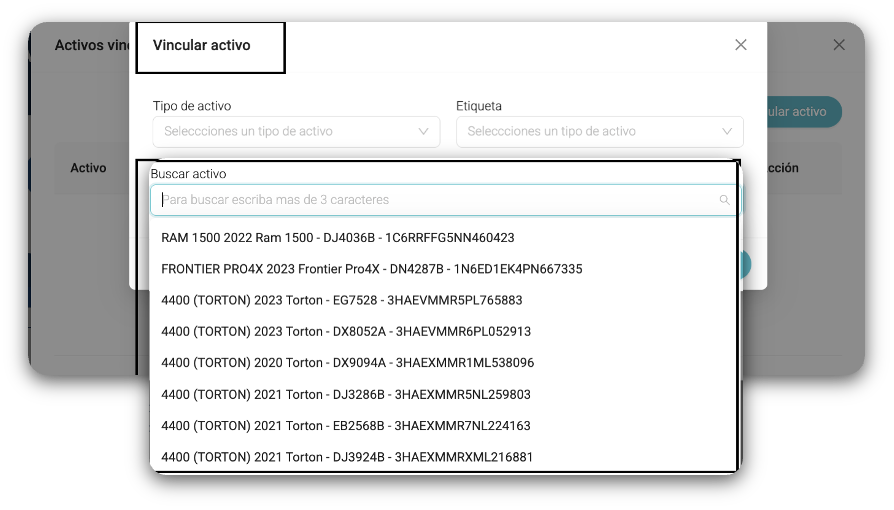 Activos vin
Vincular activo
Tipo de activo
Etiqueta
Seleccciones un tipo de activo
Seleccciones un tipo de activo
ular activo
Activo
cción
Buscar activo
Para buscar escriba mas de 3 caracteres
RAM 1500 2022 Ram 1500 - DJ4036B - 1C6RRFFG5NN460423
FRONTIER PRO4X 2023 Frontier Pro4X - DN4287B - 1N6ED1EK4PN667335
4400 (TORTON) 2023 Torton - EG7528 - 3HAEVMMR5PL765883
4400 (TORTON) 2023 Torton - DX8052A - 3HAEVMMR6PL052913
4400 (TORTON) 2020 Torton - DX9094A - 3HAEXMMR1ML538096
4400 (TORTON) 2021 Torton - DJ3286B - 3HAEXMMR5NL259803
4400 (TORTON) 2021 Torton - EB2568B - 3HAEXMMR7NL224163
4400 (TORTON) 2021 Torton - DJ3924B - 3HAEXMMRXML216881